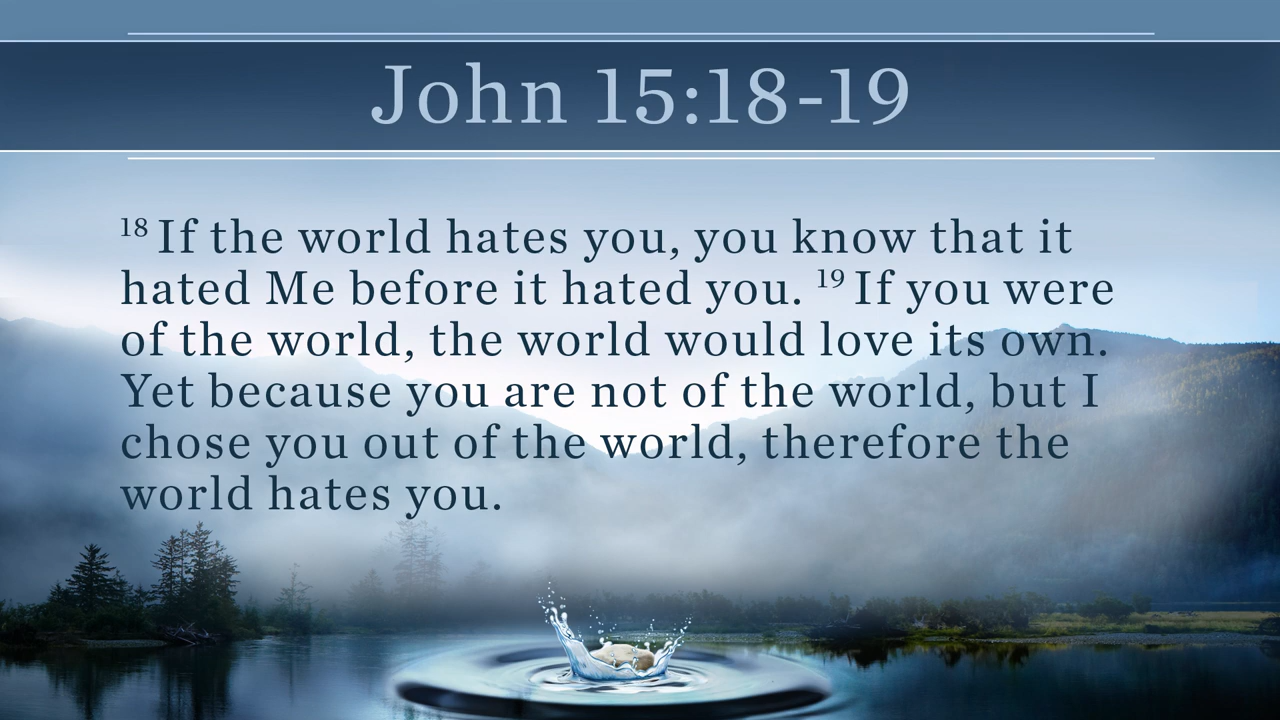 John 15:18-19
18 If the world hates you, you know that it
hated Me before it hated you. 19 If you were
of the world, the world would love its own.
Yet because you are not of the world, but I
chose you out of the world, therefore the
world hates you.